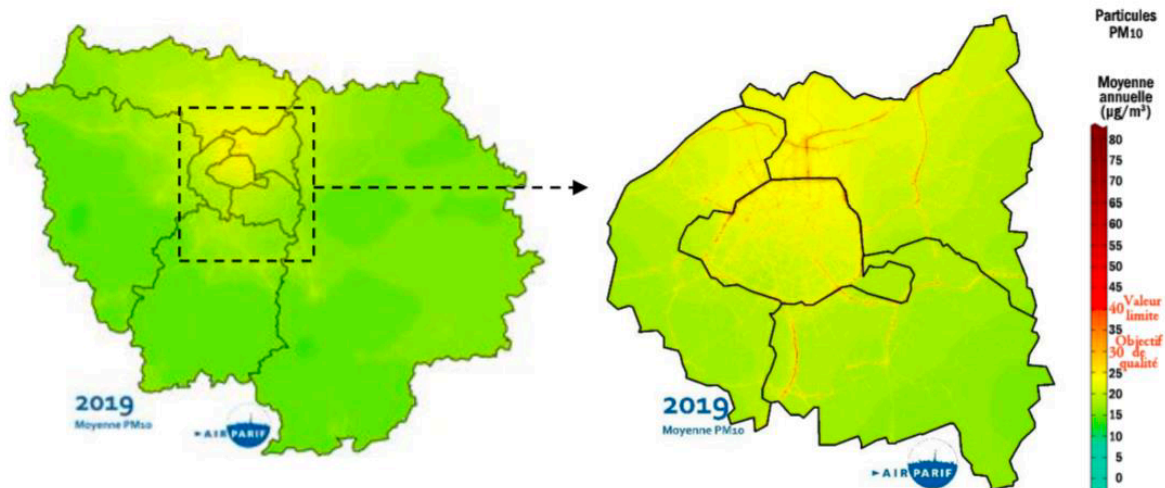 2019
Moyenne PM10
AIRPARIF
2019
Moyenne PM10
AIRPARIF
Particules
PM10
Moyenne
annuelle
(µg/m³)
80
75
70
65
60
55
50
45
40 Valeur
limite
35
Objectif
30 de
qualité
25
20
15
10
5
0